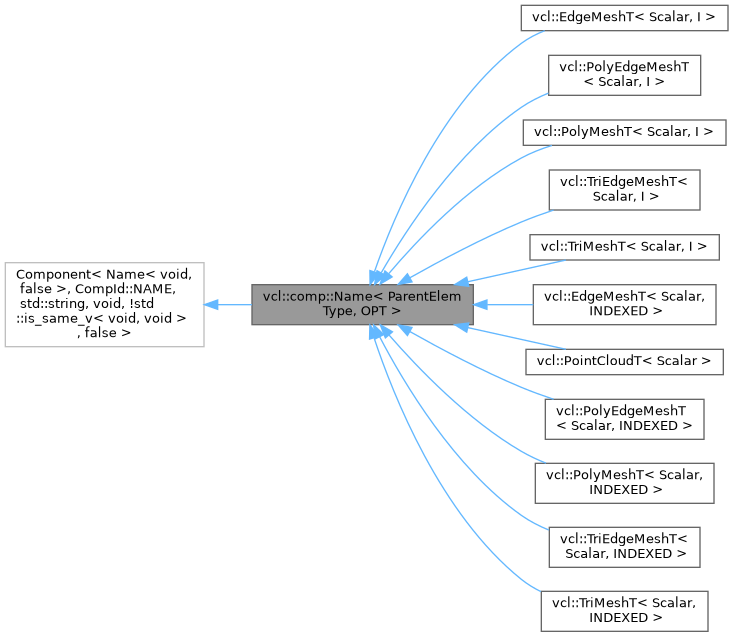 vcl::EdgeMeshT< Scalar, I >
vcl::PolyEdgeMeshT
< Scalar, I >
vcl::PolyMeshT< Scalar, I >
vcl::TriEdgeMeshT<
Scalar, I >
vcl::TriMeshT< Scalar, I >
Component< Name< void,
false >, CompId::NAME,
std::string, void, !std
::is_same_v< void, void >
, false >
vcl::comp::Name< ParentElem
Type, OPT >
vcl::EdgeMeshT< Scalar,
INDEXED >
vcl::PointCloudT< Scalar >
vcl::PolyEdgeMeshT
< Scalar, INDEXED >
vcl::PolyMeshT< Scalar,
INDEXED >
vcl::TriEdgeMeshT<
Scalar, INDEXED >
vcl::TriMeshT< Scalar,
INDEXED >